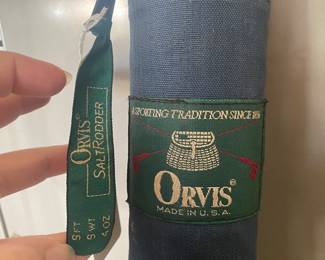 ORVIS®
SALTRODDER
9 FT
9 WT
4 OZ
A SPORTING TRADITION SINCE 1856
ORVIS®
MADE IN U.S.A.